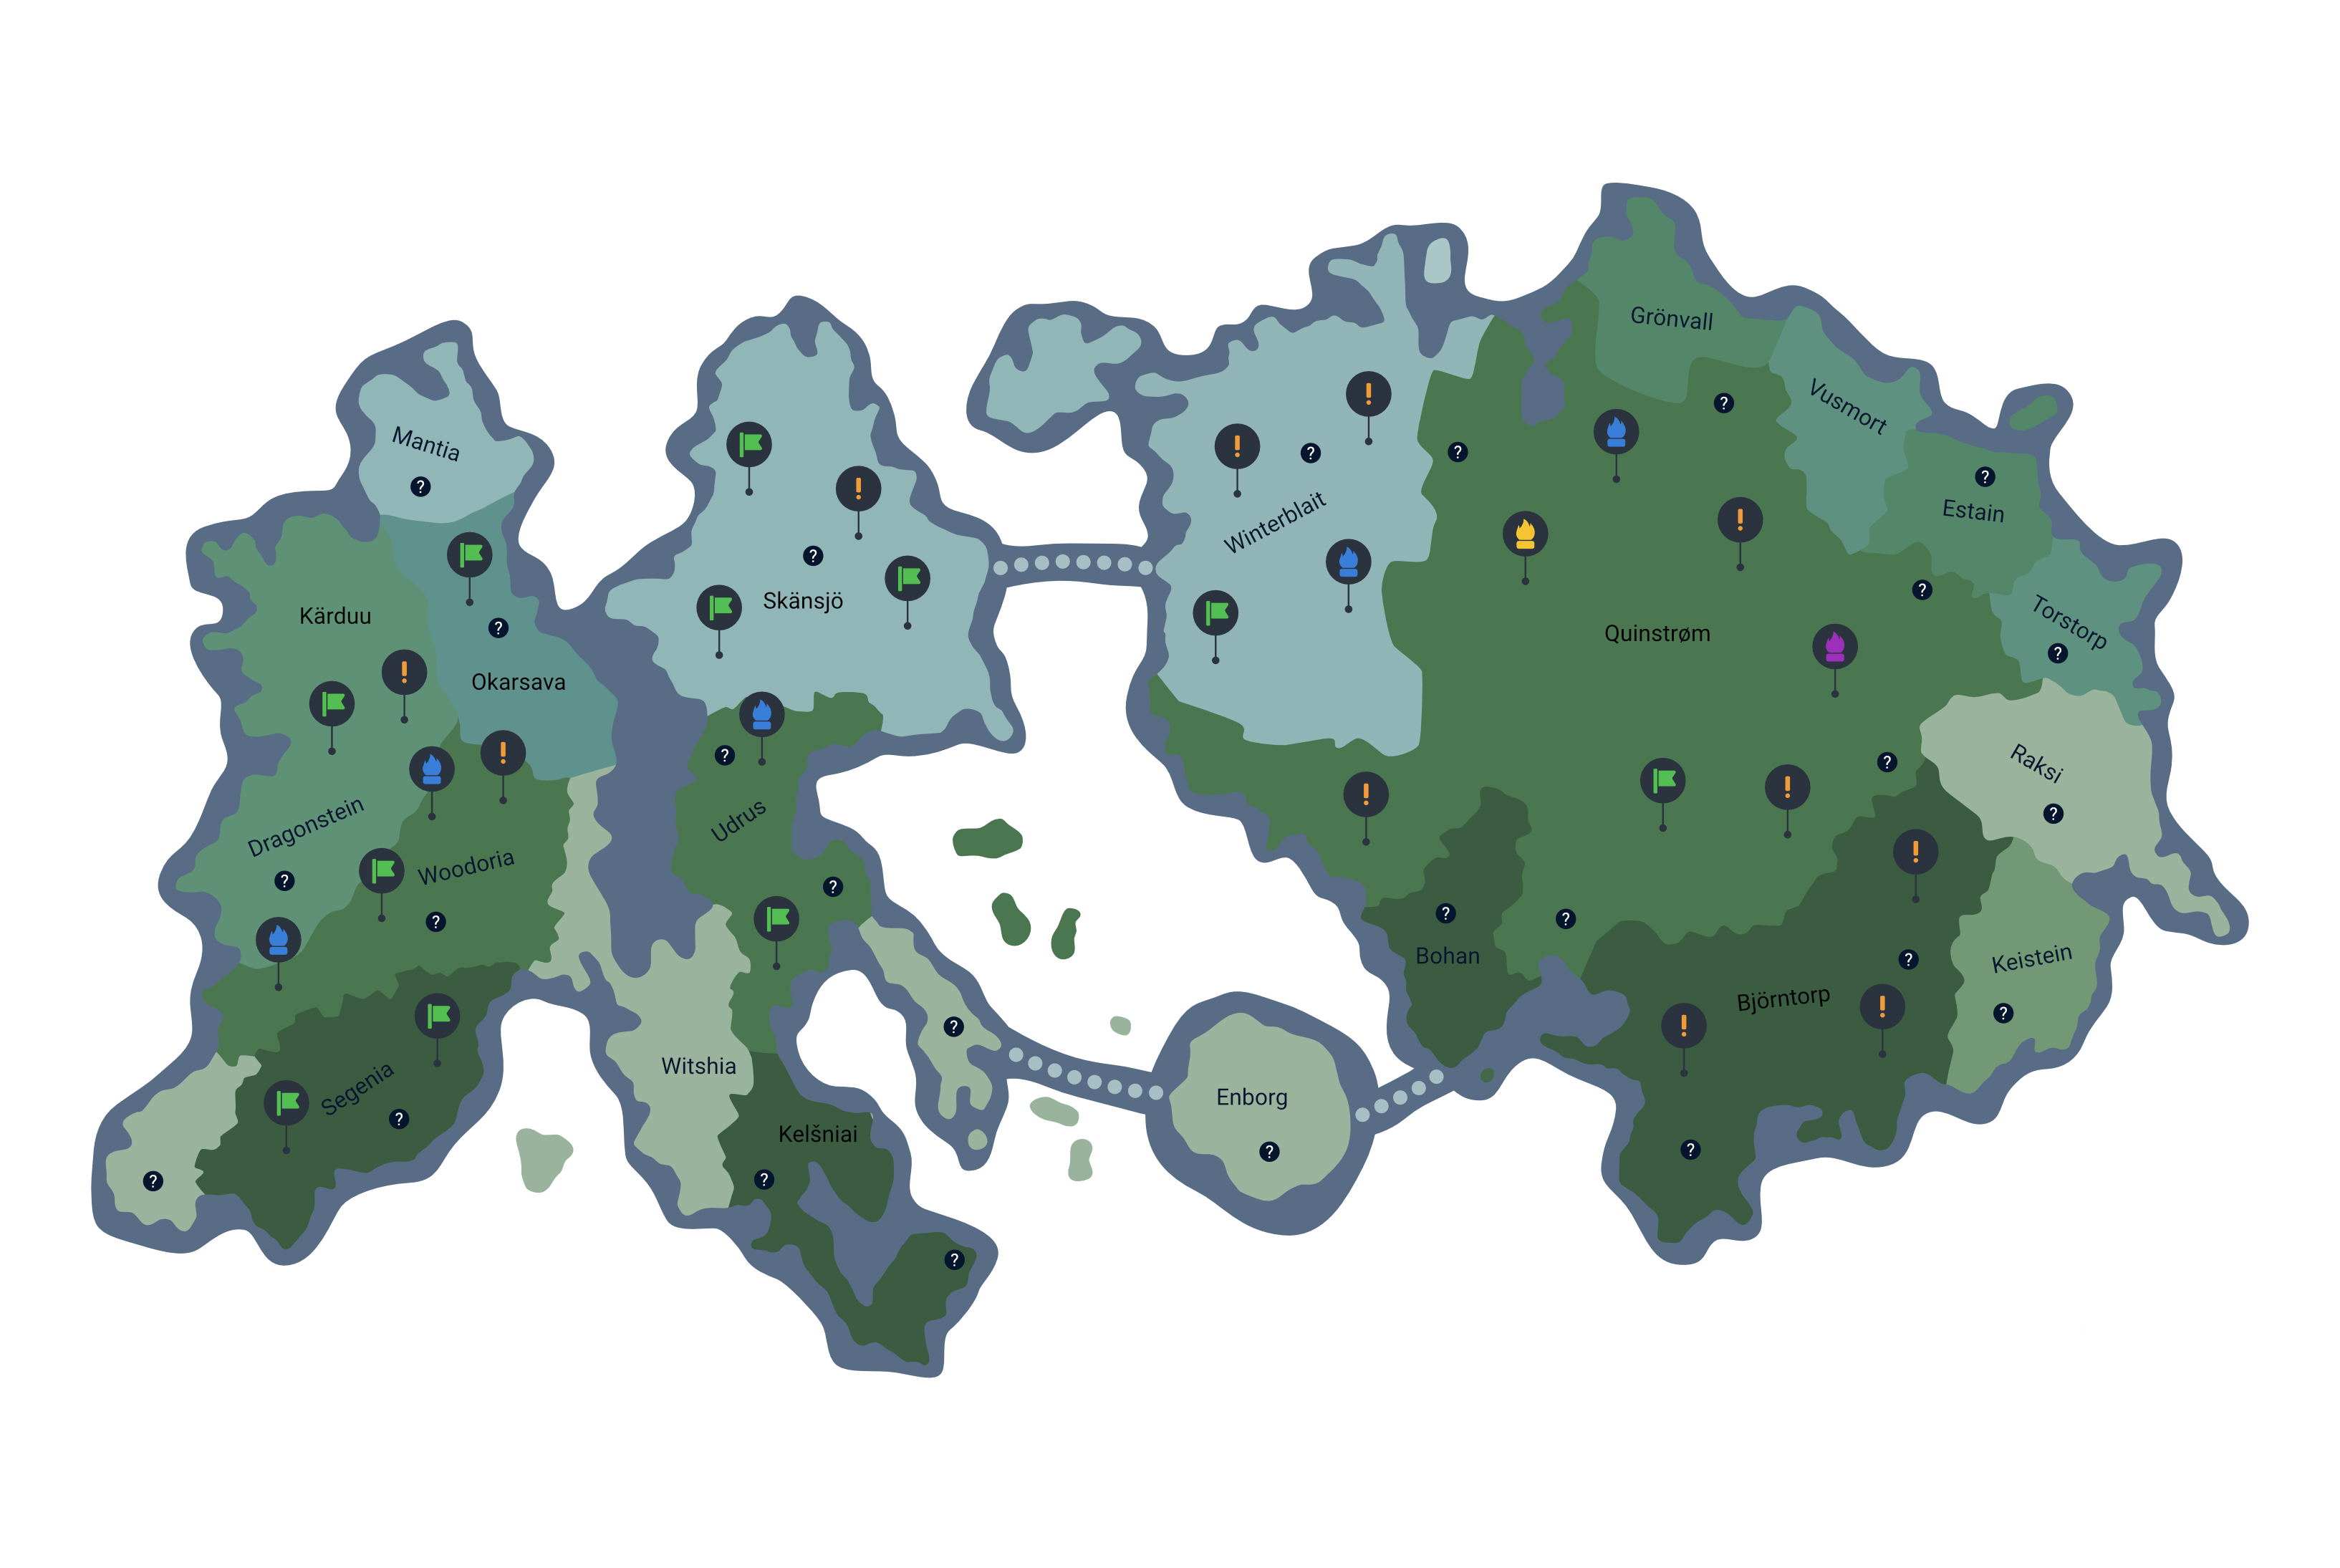 Mantia
Kärduu
Okarsava
Dragonstein
Woodoria
Segenia
Skänsjö
Udrus
Witshia
Kelšniai
Enborg
Winterblait
Quinstrøm
Grönvall
Vusmort
Estain
Torstorp
Raksi
Keistein
Björntorp
Bohan